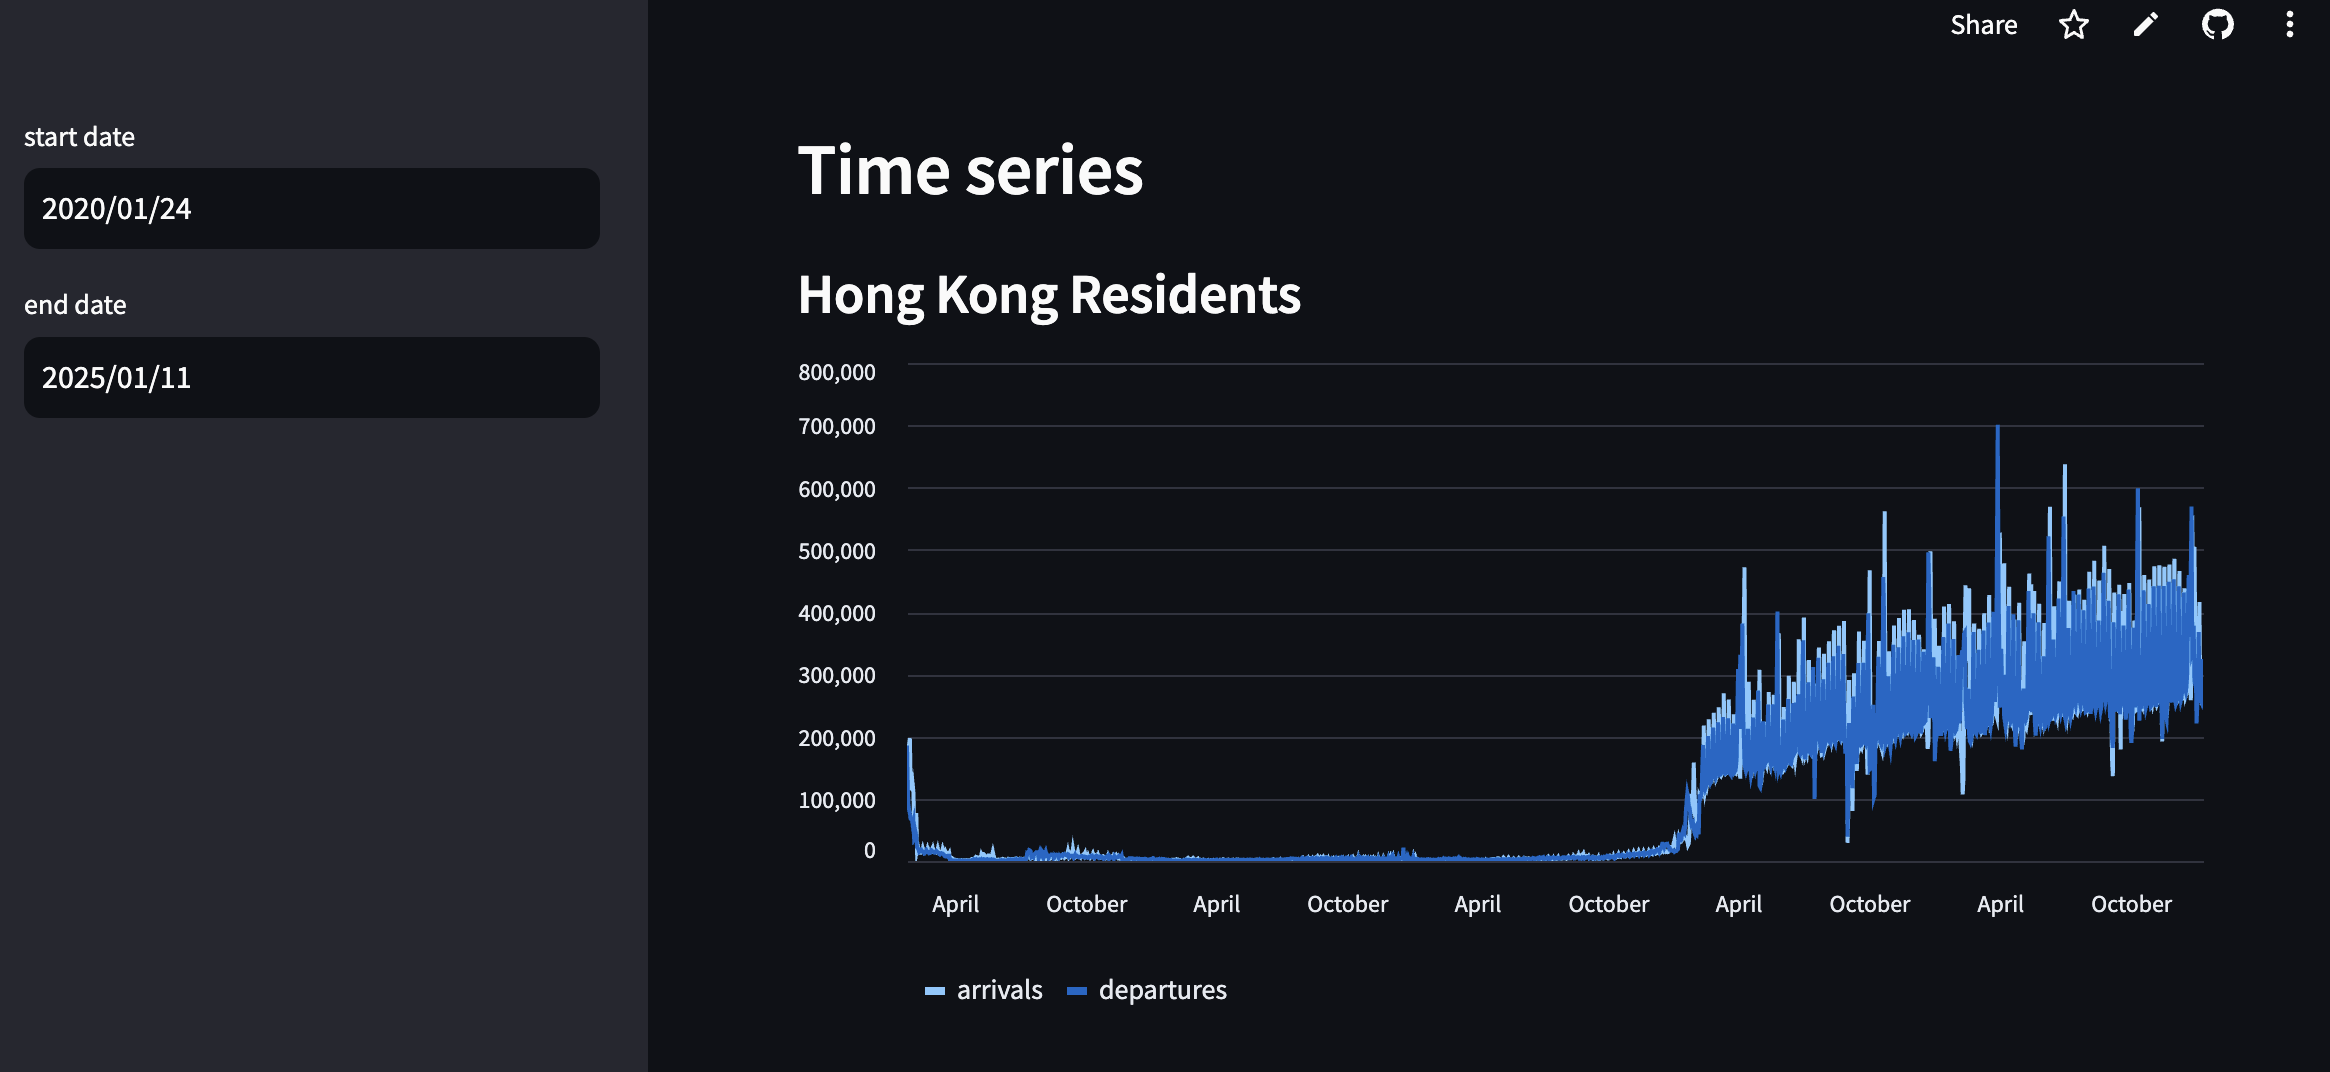 Share
start date
2020/01/24
end date
2025/01/11
Time series
Hong Kong Residents
800,000
700,000
600,000
500,000
400,000
300,000
200,000
100,000
0
April October April October April October April October April October
arrivals departures